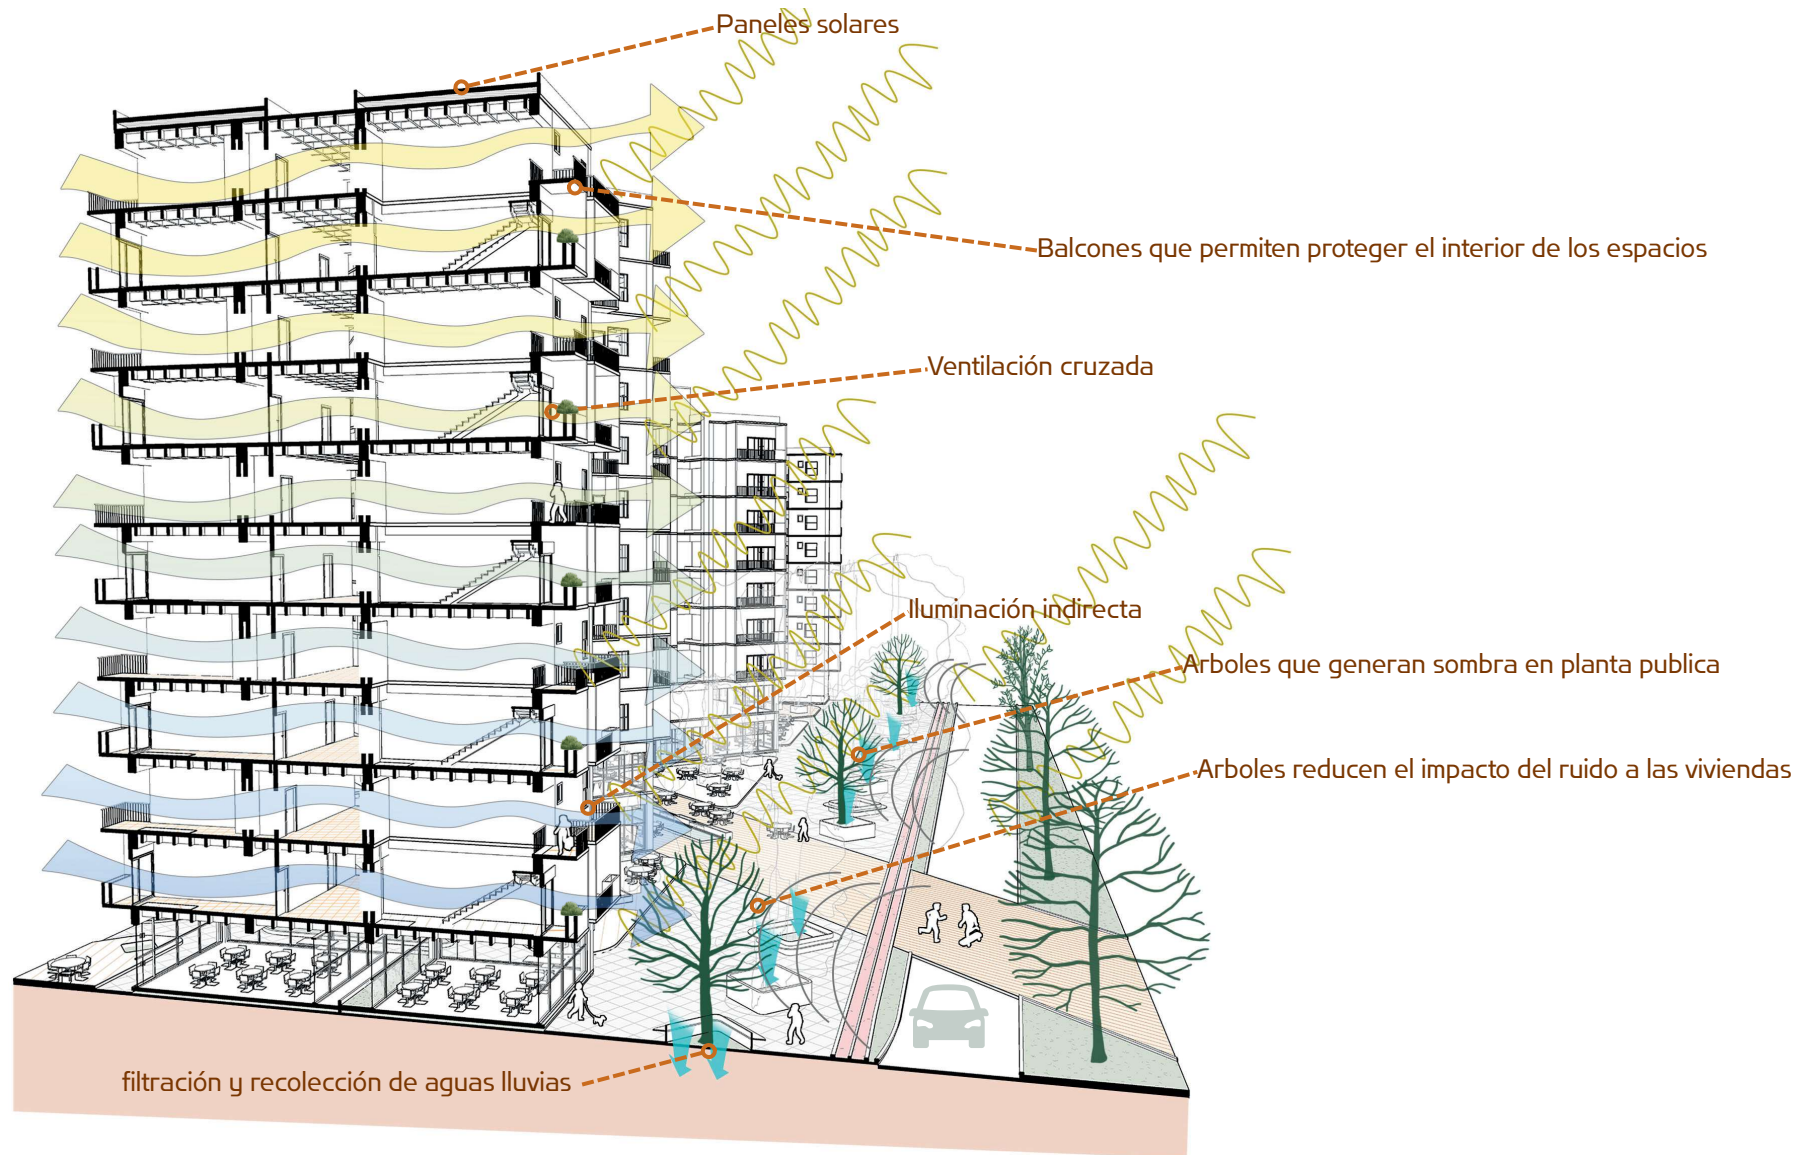 Paneles solares
Balcones que permiten proteger el interior de los espacios
Ventilación cruzada
Iluminación indirecta
Arboles que generan sombra en planta publica
Arboles reducen el impacto del ruido a las viviendas
filtración y recolección de aguas lluvias